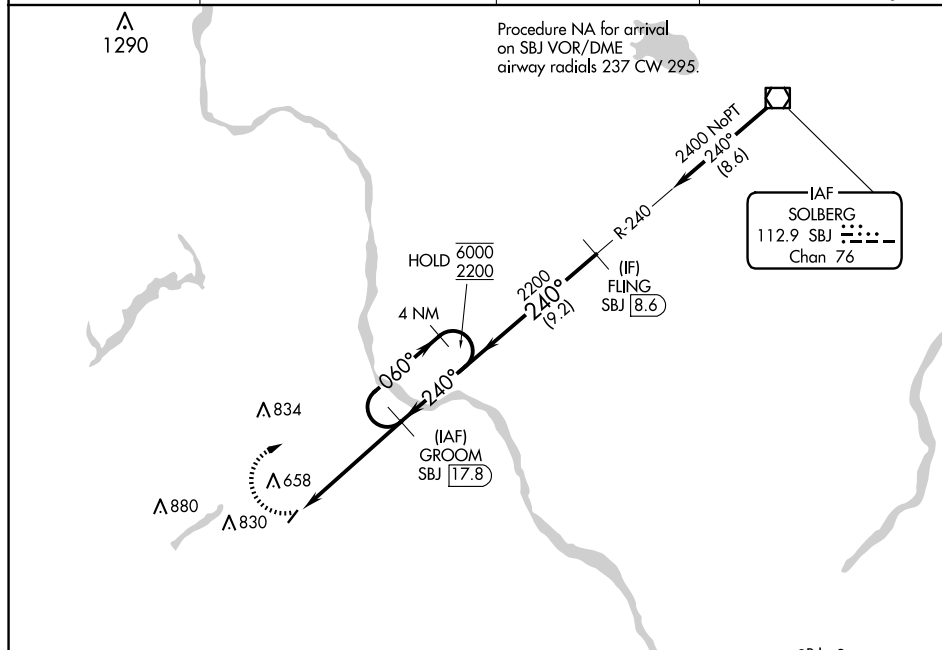 1290
Procedure NA for arrival
on SBJ VOR/DME
airway radials 237 CW 295.
2400 NoPT
240°
(8.6)
IAF
SOLBERG
112.9 SBJ
Chan 76
R-240
HOLD 6000
2200
(IF)
FLING
SBJ 8.6
2200
240°
(9.2)
4 NM
060°
240°
(IAF)
GROOM
SBJ 17.8
834
658
880
830